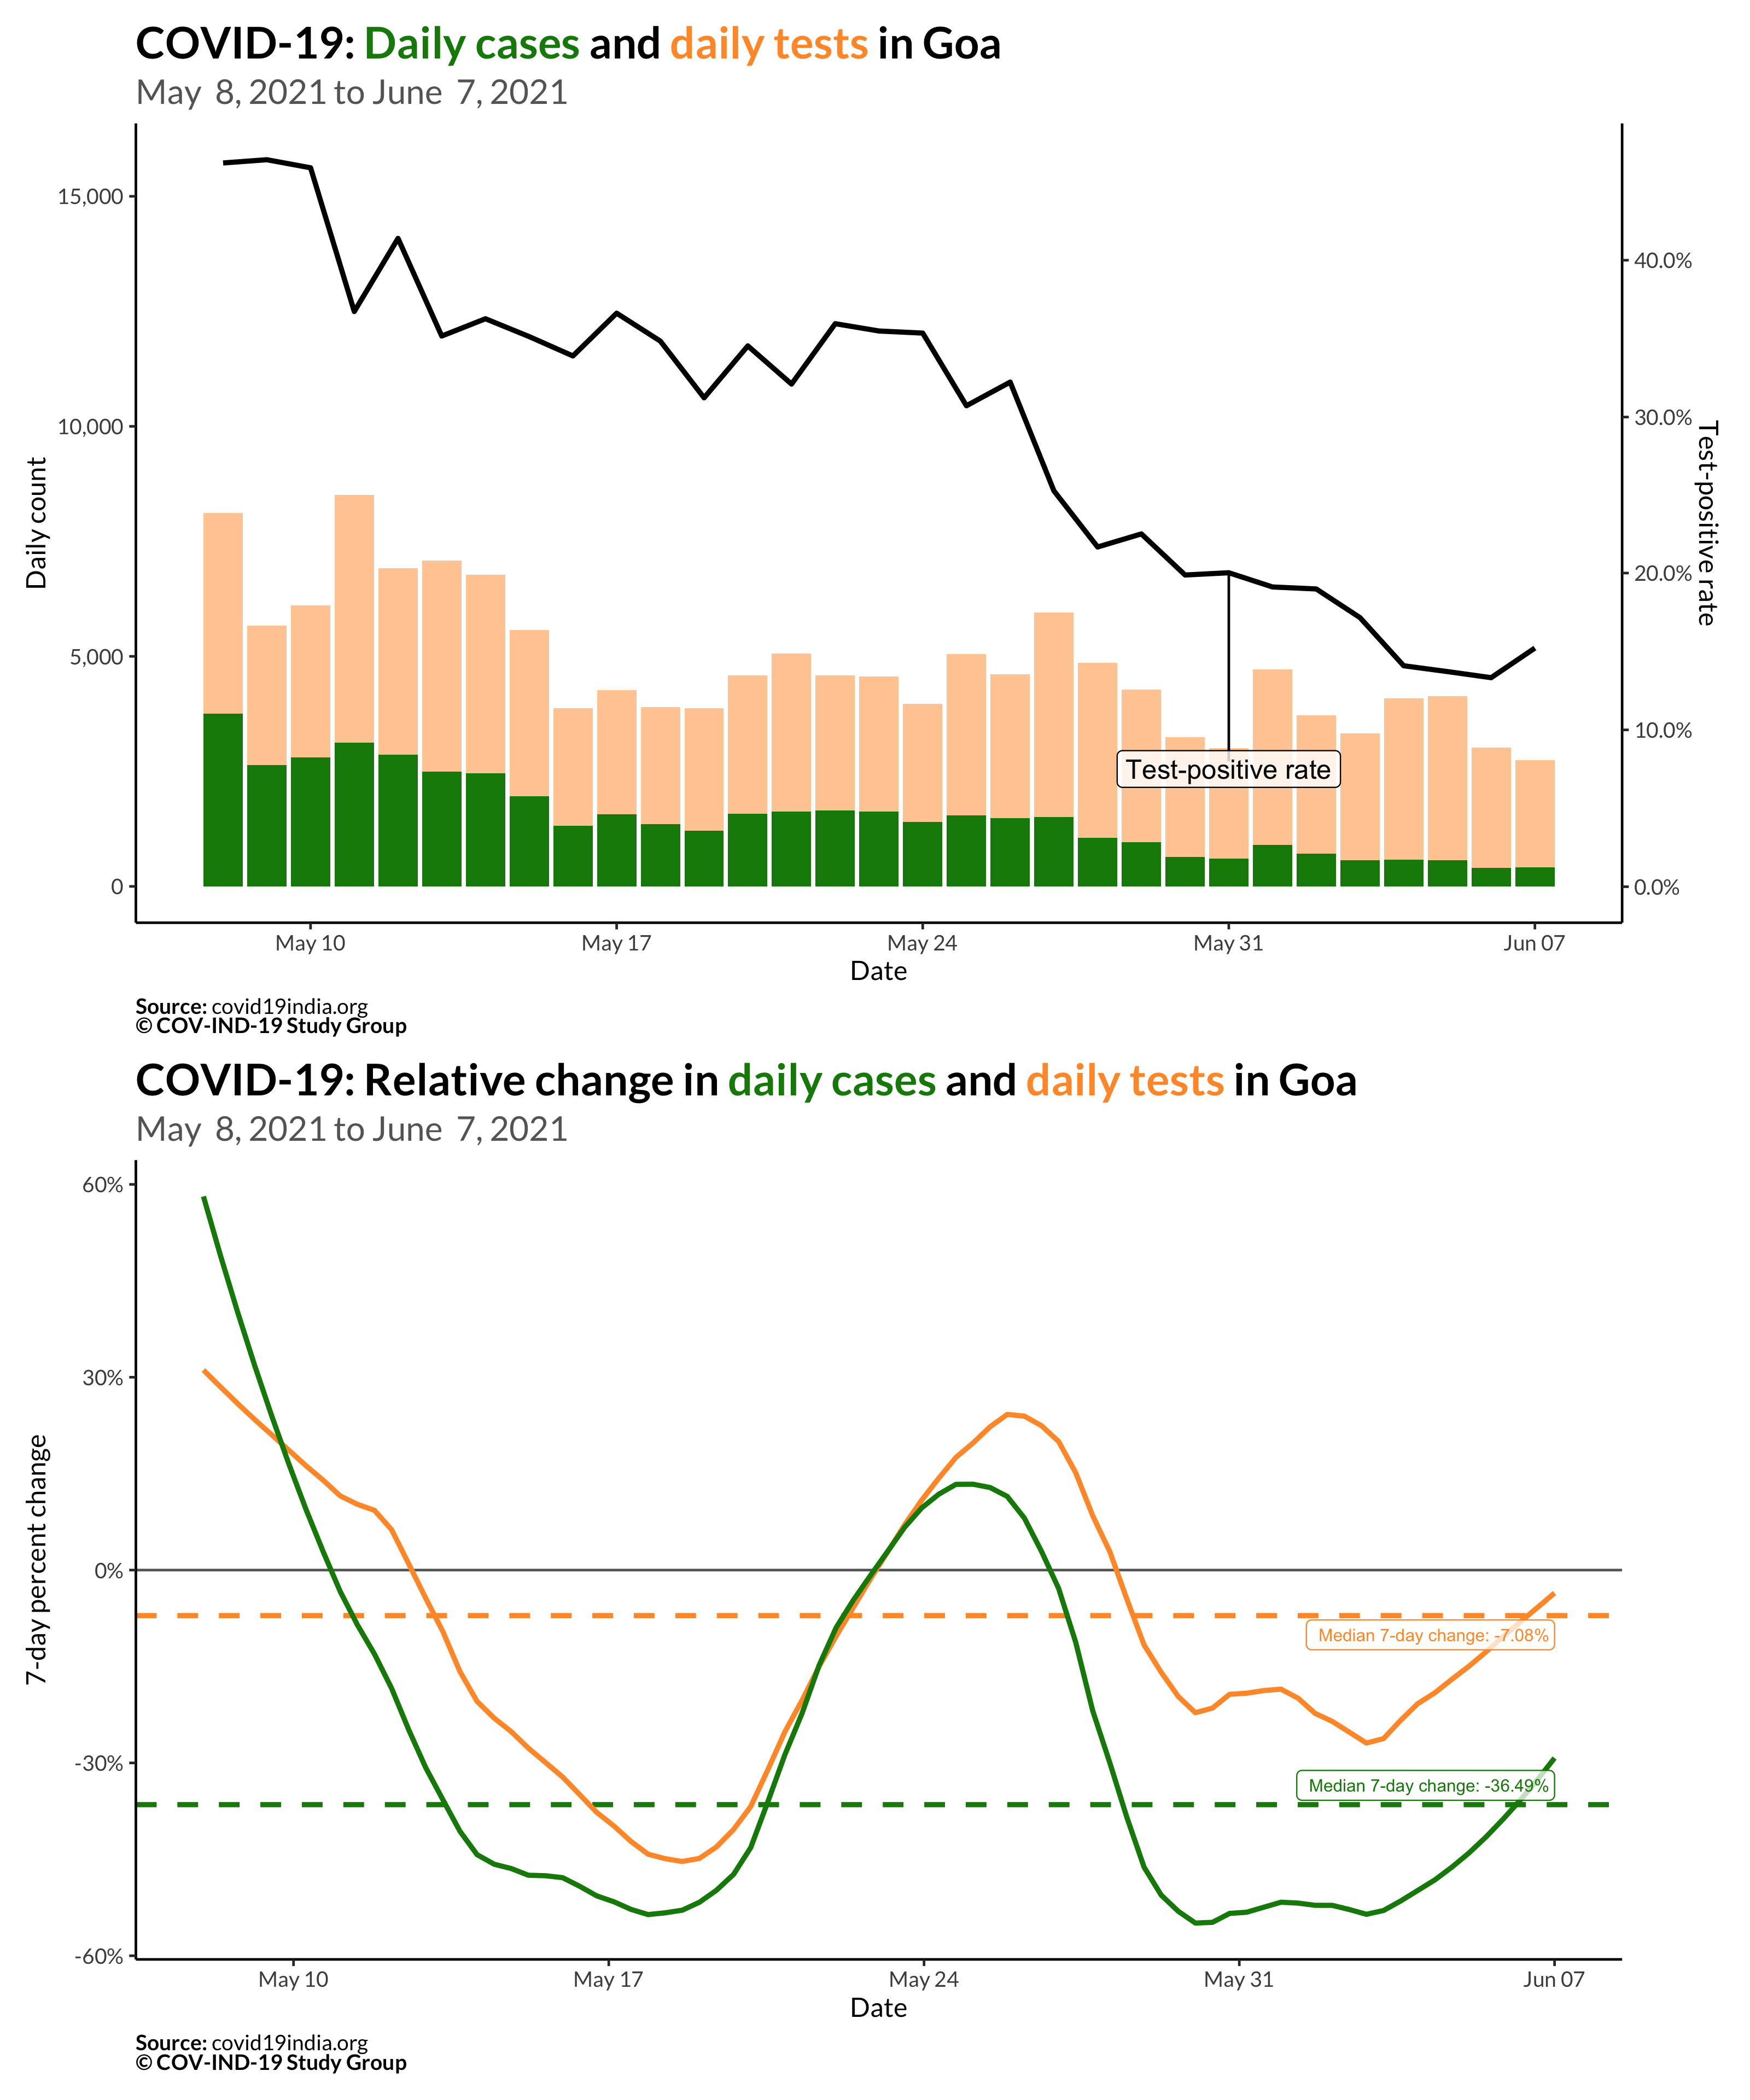 COVID-19: Daily cases and daily tests in Goa
May 8, 2021 to June 7, 2021
15,000
10,000
5,000
0
Daily count
40.0%
30.0%
20.0%
10.0%
0.0%
Test-positive rate
Test-positive rate
May 10 May 17 May 24 May 31 Jun 07
Date
Source: covid19india.org
© COV-IND-19 Study Group
COVID-19: Relative change in daily cases and daily tests in Goa
May 8, 2021 to June 7, 2021
60%
30%
0%
-30%
-60%
7-day percent change
Median 7-day change: -7.08%
Median 7-day change: -36.49%
May 10 May 17 May 24 May 31 Jun 07
Date
Source: covid19india.org
© COV-IND-19 Study Group